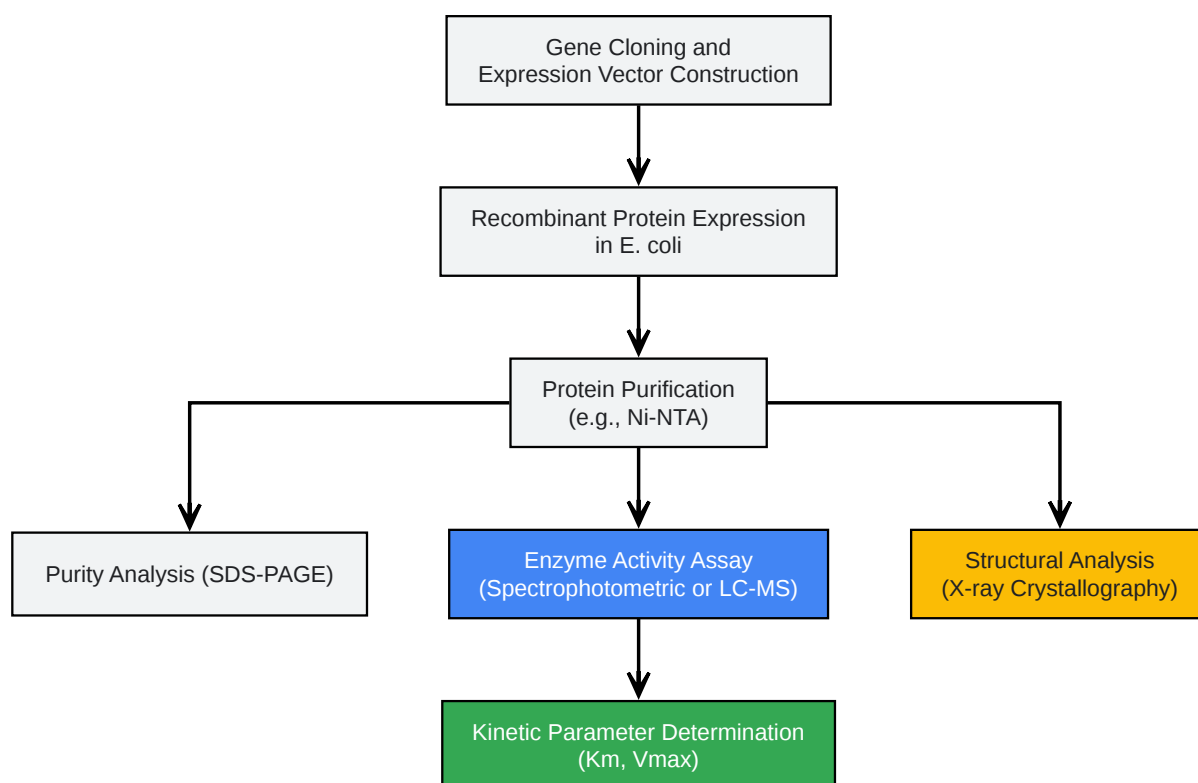 Gene Cloning and
Expression Vector Construction
Recombinant Protein Expression
in E. coli
Protein Purification
(e.g., Ni-NTA)
Purity Analysis (SDS-PAGE)
Enzyme Activity Assay
(Spectrophotometric or LC-MS)
Structural Analysis
(X-ray Crystallography)
Kinetic Parameter Determination
(Km, Vmax)